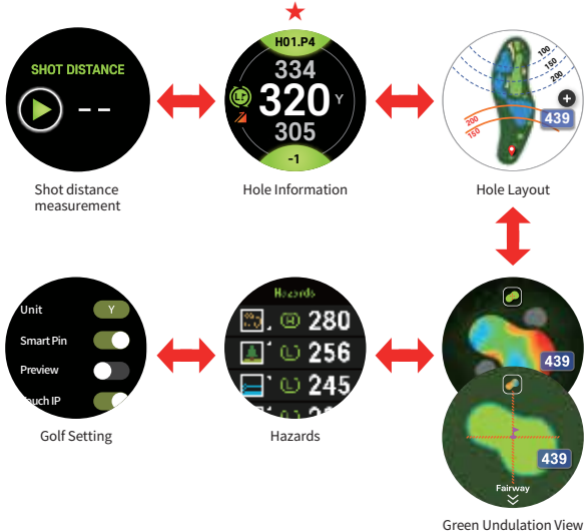 SHOT DISTANCE
--
Shot distance
measurement
H01.P4
334
320 Y
305
-1
Hole Information
100
150
200
200
150
+
439
Hole Layout
Unit Y
Smart Pin
Preview
Touch IP
Golf Setting
Hazards
H 280
L 256
L 245
L
Hazards
439
439
Fairway
Green Undulation View